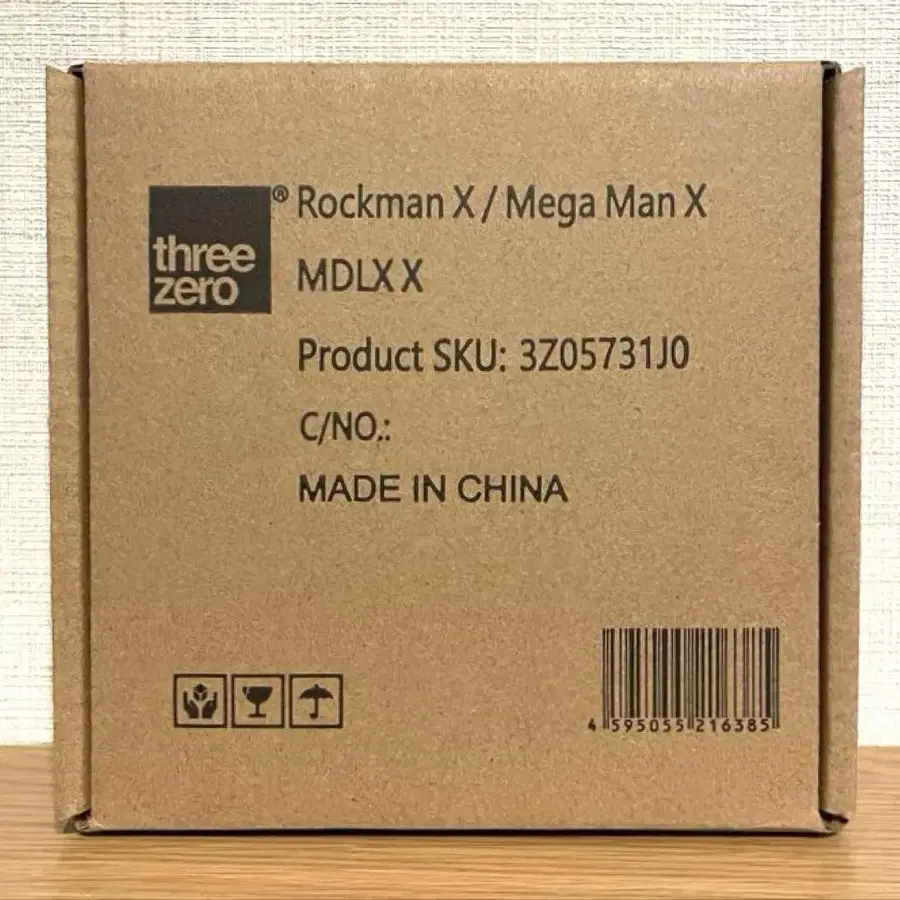 three
zero
®
Rockman X / Mega Man X
MDLX X
Product SKU: 3Z05731J0
C/NO.:
MADE IN CHINA
4 595055 216385